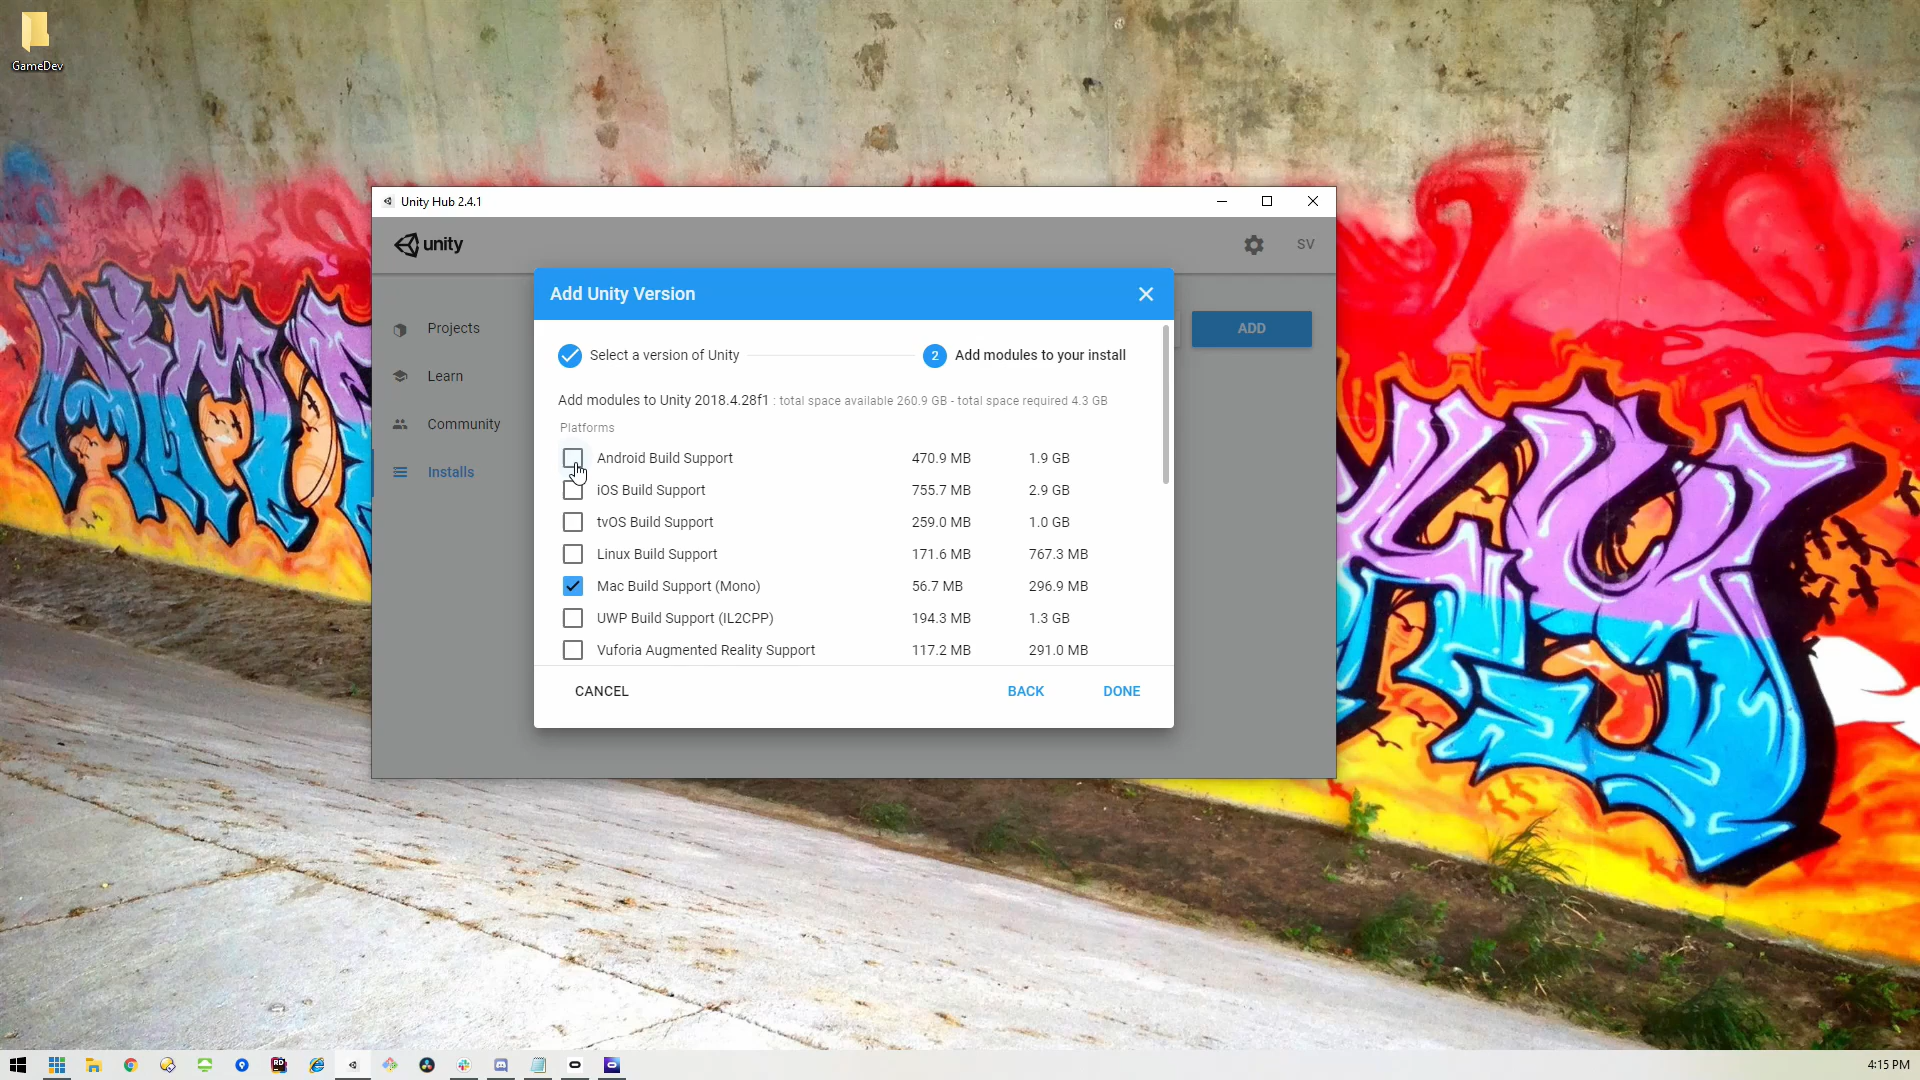 GameDev
Unity Hub 2.4.1
unity
SV
Add Unity Version
Projects
ADD
Select a version of Unity
2
Add modules to your install
Learn
Add modules to Unity 2018.4.28f1 : total space available 260.9 GB - total space required 4.3 GB
Community
Platforms
Android Build Support 470.9 MB 1.9 GB
Installs
iOS Build Support 755.7 MB 2.9 GB
tvOS Build Support 259.0 MB 1.0 GB
Linux Build Support 171.6 MB 767.3 MB
Mac Build Support (Mono) 56.7 MB 296.9 MB
UWP Build Support (IL2CPP) 194.3 MB 1.3 GB
Vuforia Augmented Reality Support 117.2 MB 291.0 MB
CANCEL
BACK
DONE
RD
4:15 PM